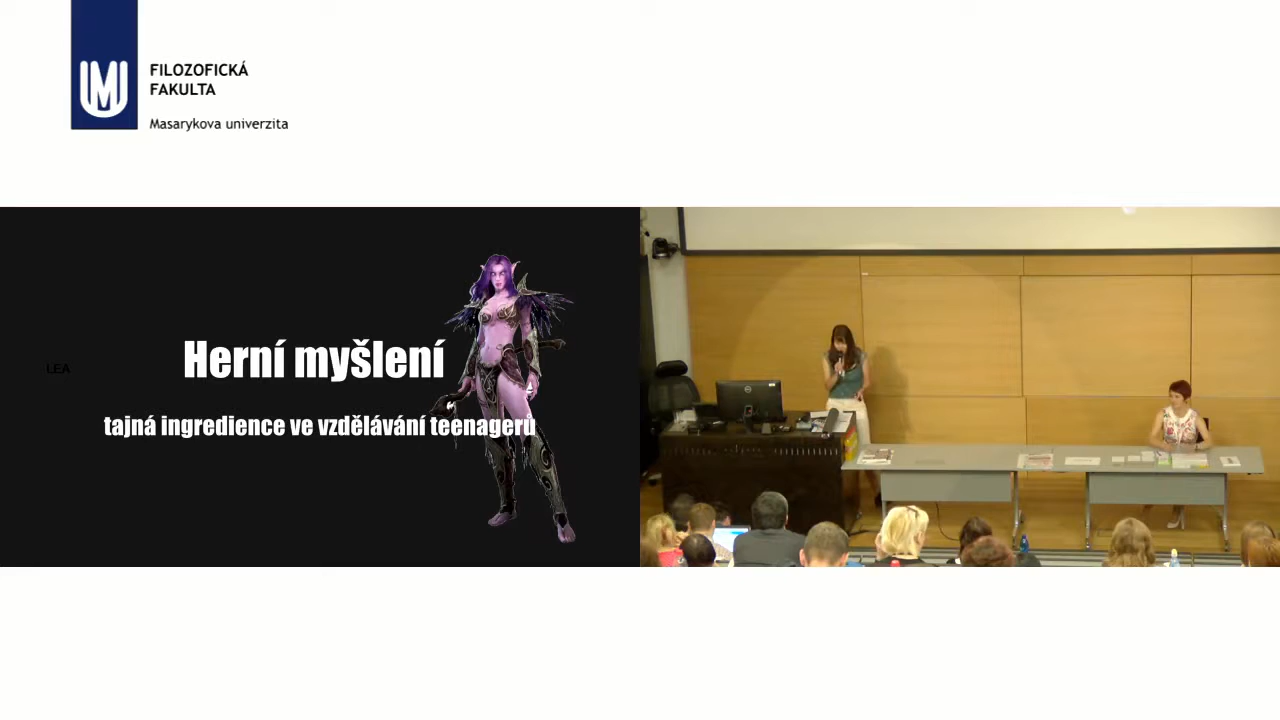 FILOZOFICKÁ
FAKULTA
Masarykova univerzita
LEA
Herní myšlení
tajná ingredience ve vzdělávání teenagerů